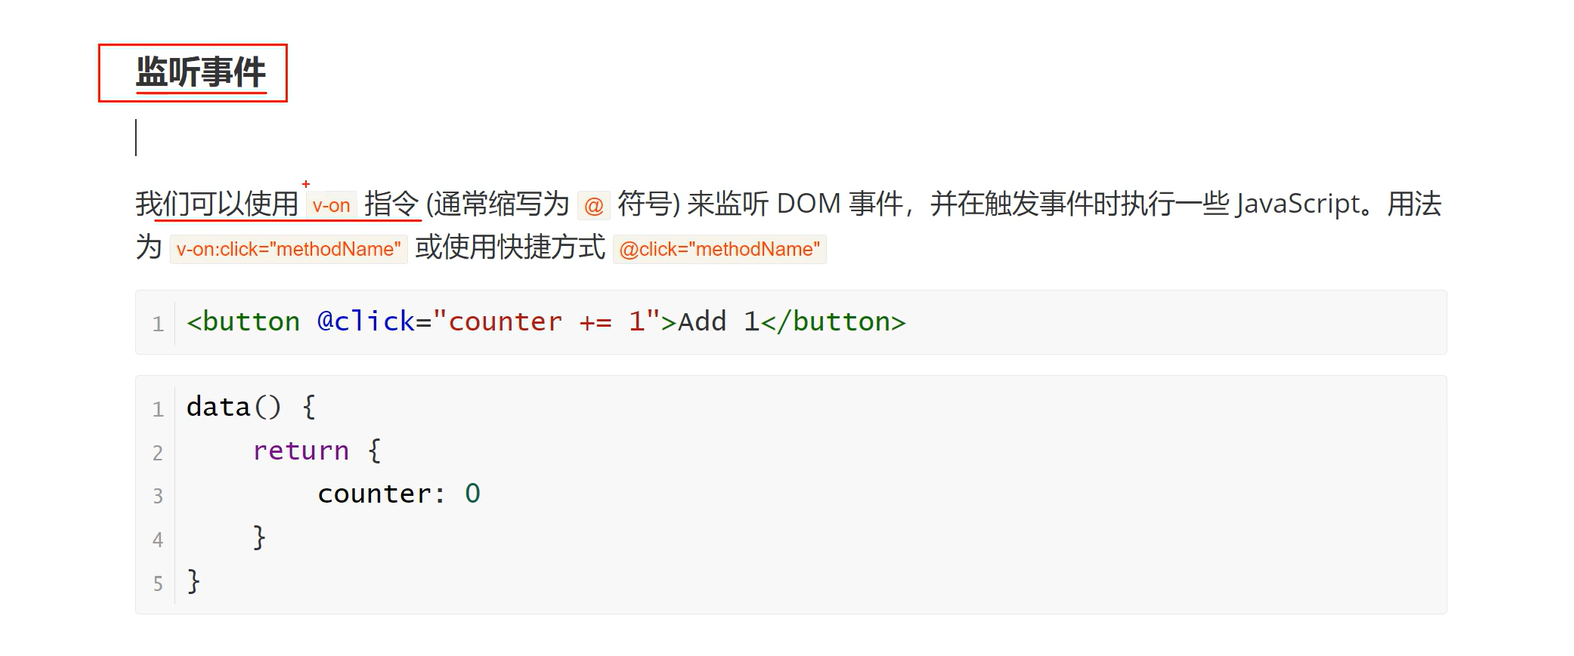 监听事件
我们可以使用 v-on 指令 (通常缩写为 @ 符号) 来监听 DOM 事件，并在触发事件时执行一些 JavaScript。用法
为 v-on:click="methodName" 或使用快捷方式 @click="methodName"
1 <button @click="counter += 1">Add 1</button>
1 data() {
2     return {
3         counter: 0
4     }
5 }